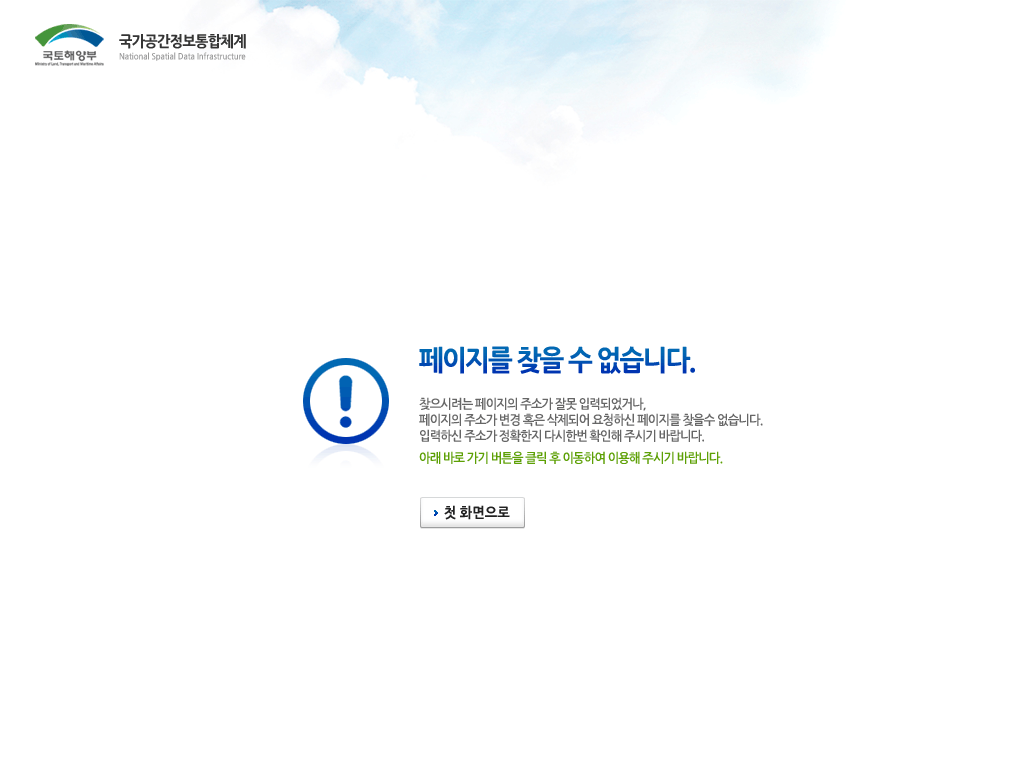 국토해양부
Ministry of Land, Transport and Maritime Affairs
국가공간정보통합체계
National Spatial Data Infrastructure
페이지를 찾을 수 없습니다.
찾으시려는 페이지의 주소가 잘못 입력되었거나,
페이지의 주소가 변경 혹은 삭제되어 요청하신 페이지를 찾을수 없습니다.
입력하신 주소가 정확한지 다시한번 확인해 주시기 바랍니다.
아래 바로 가기 버튼을 클릭 후 이동하여 이용해 주시기 바랍니다.
첫 화면으로